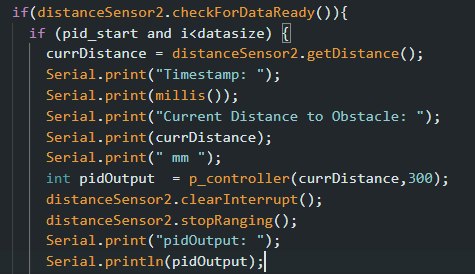 if(distanceSensor2.checkForDataReady()){
if (pid_start and i<datasize) {
currDistance = distanceSensor2.getDistance();
Serial.print("Timestamp: ");
Serial.print(millis());
Serial.print("Current Distance to Obstacle: ");
Serial.print(currDistance);
Serial.print(" mm ");
int pidOutput  = p_controller(currDistance,300);
distanceSensor2.clearInterrupt();
distanceSensor2.stopRanging();
Serial.print("pidOutput: ");
Serial.println(pidOutput);